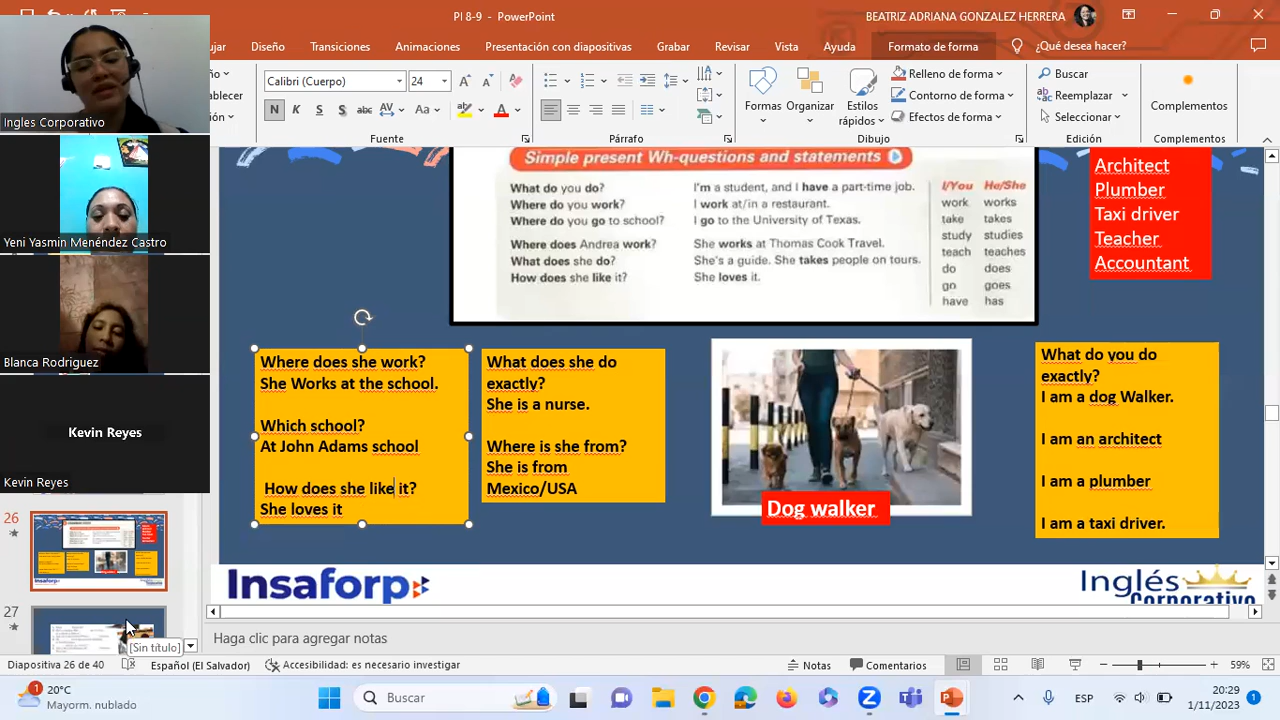 PI 8-9 - PowerPoint
BEATRIZ ADRIANA GONZALEZ HERRERA
ujar
Diseño
Transiciones
Animaciones
Presentación con diapositivas
Grabar
Revisar
Vista
Ayuda
Formato de forma
¿Qué desea hacer?
Calibri (Cuerpo)
24
Formas
Organizar
Estilos rápidos
Relleno de forma
Contorno de forma
Efectos de forma
Buscar
Reemplazar
Seleccionar
Complementos
Fuente
Párrafo
Dibujo
Edición
Complementos
Ingles Corporativo
Yeni Yasmin Menéndez Castro
Blanca Rodriguez
Kevin Reyes
Kevin Reyes
Simple present Wh-questions and statements
What do you do? I'm a student, and I have a part-time job.
Where do you work? I work at/in a restaurant.
Where do you go to school? I go to the University of Texas.
Where does Andrea work? She works at Thomas Cook Travel.
What does she do? She's a guide. She takes people on tours.
How does she like it? She loves it.
I/You He/She
work works
take takes
study studies
teach teaches
do does
go goes
have has
Architect
Plumber
Taxi driver
Teacher
Accountant
Where does she work?
She Works at the school.
Which school?
At John Adams school
How does she like it?
She loves it
What does she do
exactly?
She is a nurse.
Where is she from?
She is from
Mexico/USA
Dog walker
What do you do
exactly?
I am a dog Walker.
I am an architect
I am a plumber
I am a taxi driver.
Insaforp
Inglés
Corporativo
26
27
[Sin título]
Haga clic para agregar notas
Diapositiva 26 de 40
Español (El Salvador)
Accesibilidad: es necesario investigar
Notas
Comentarios
59%
20°C
Mayorm. nublado
Buscar
ESP
20:29
1/11/2023